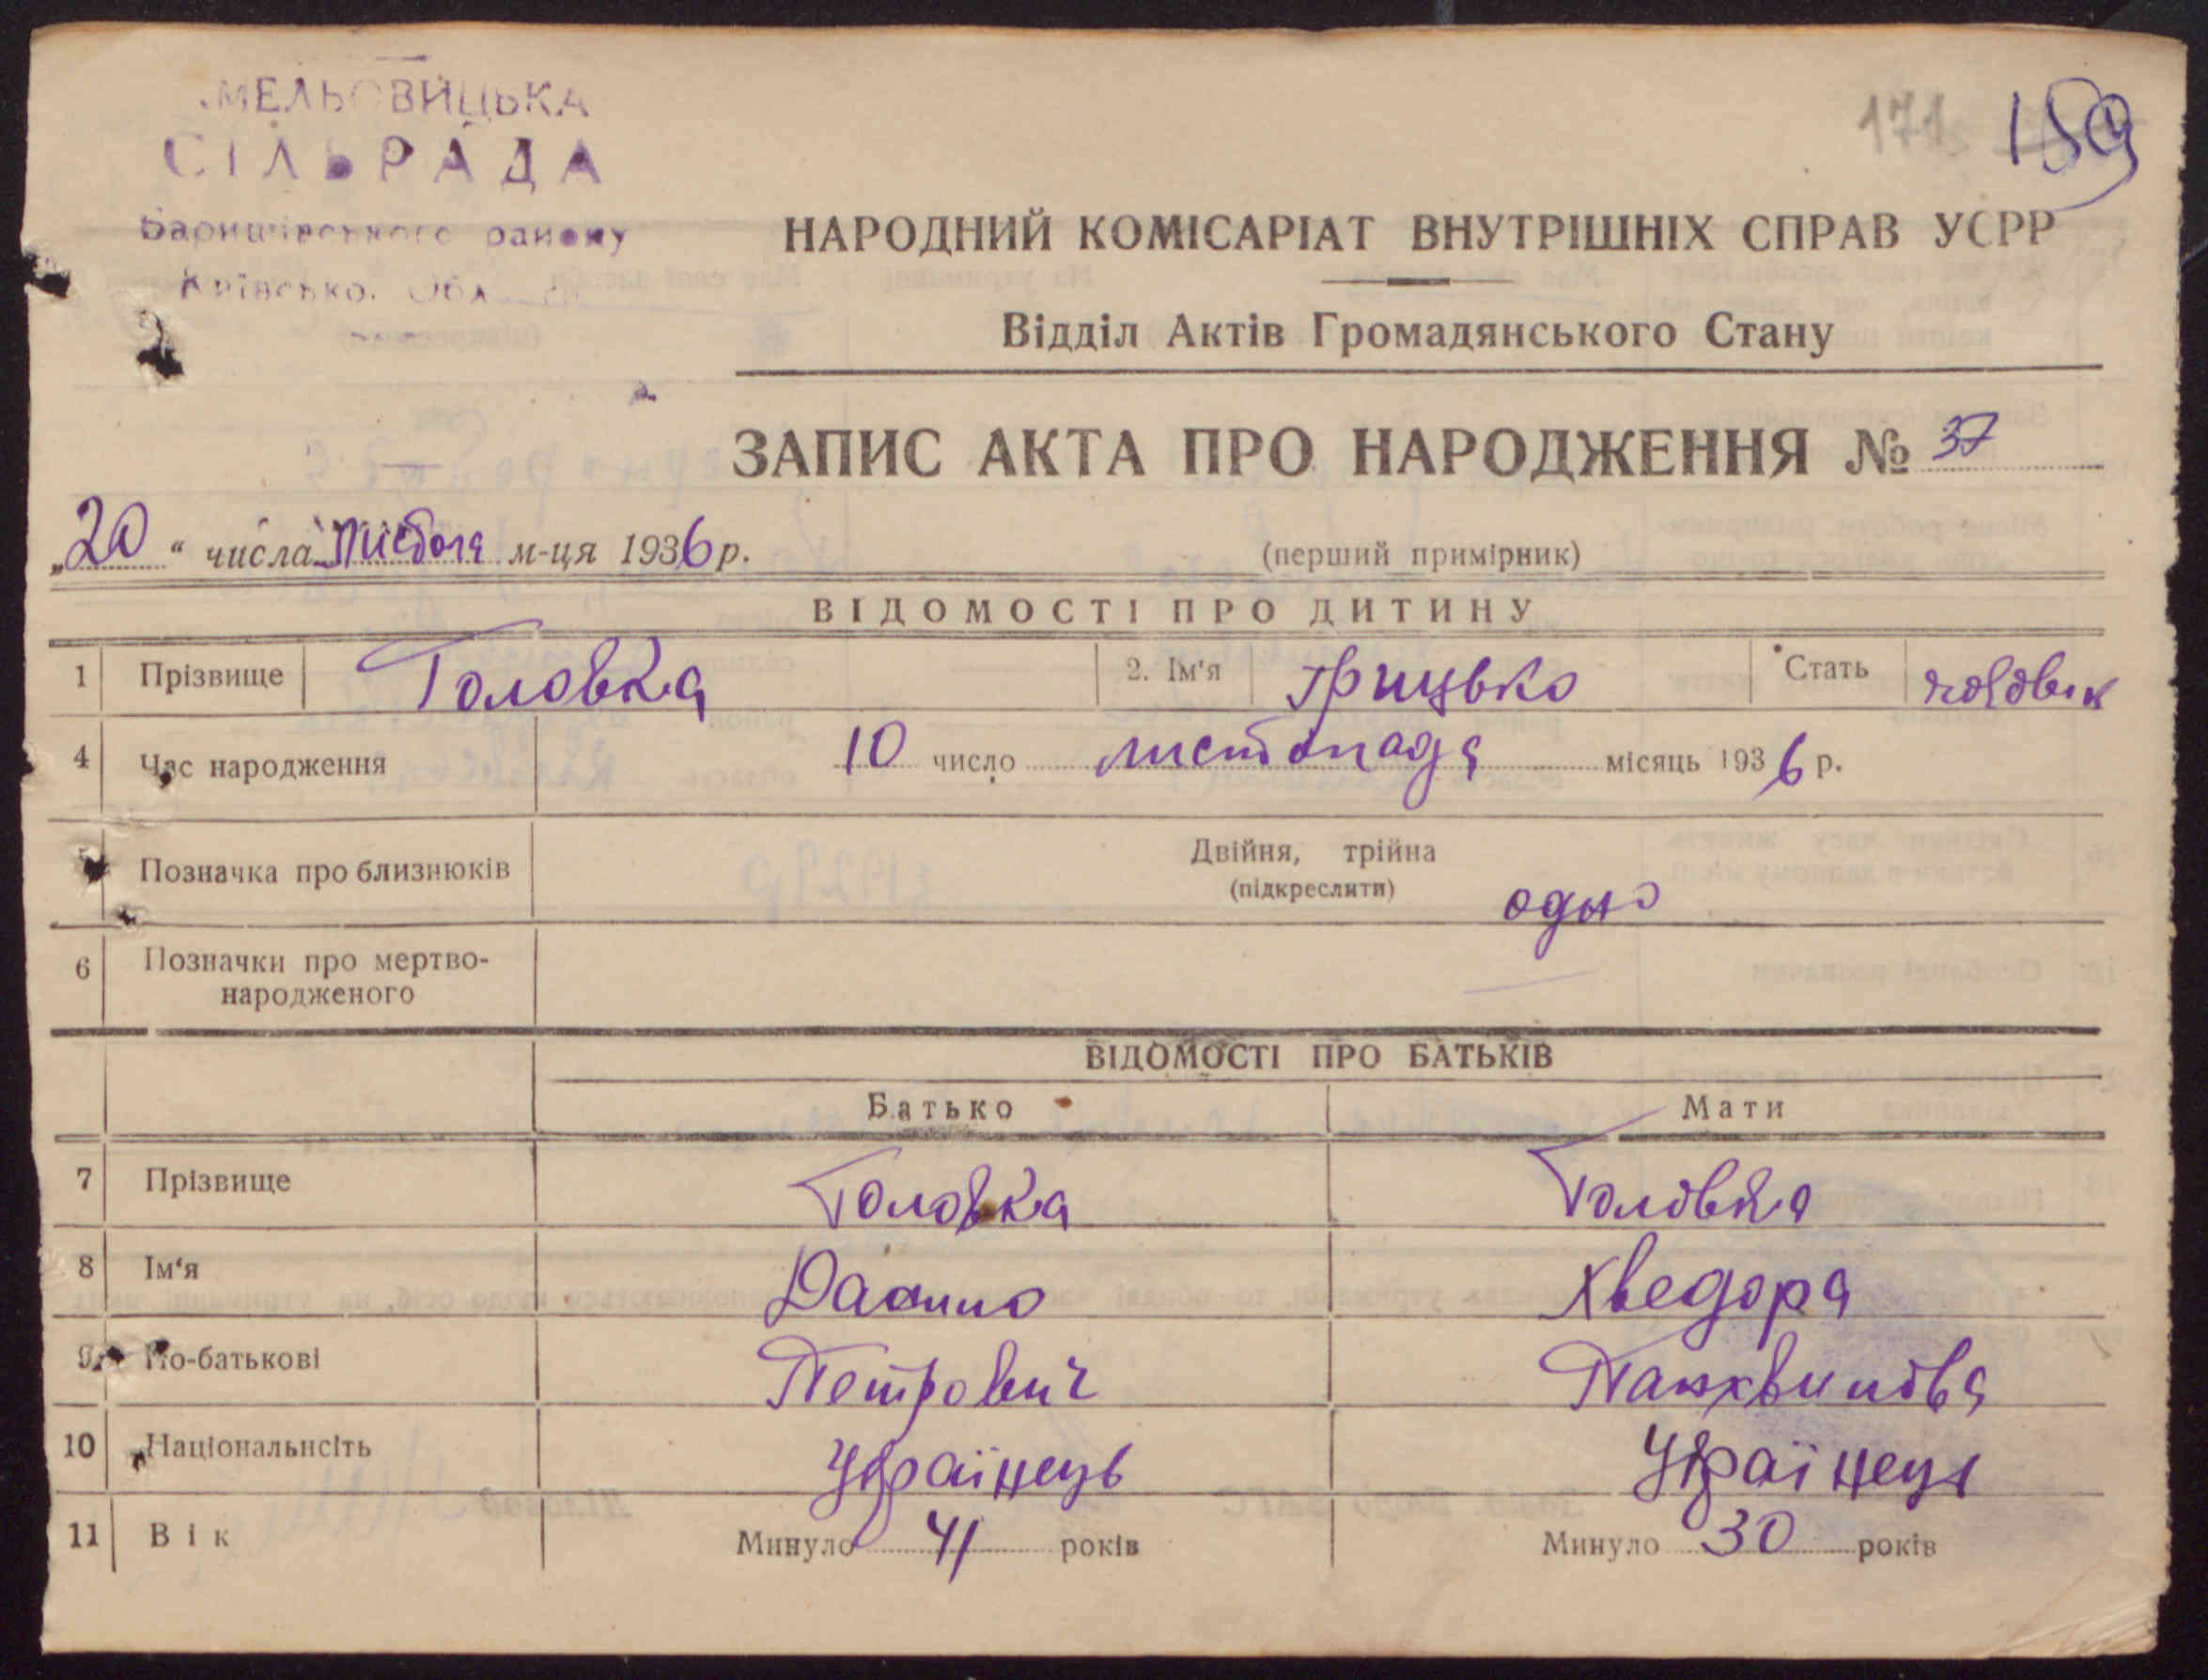 СІЛЬРАДА
Баришівського району
Київсько. Обл
171 159
НАРОДНИЙ КОМІСАРІАТ ВНУТРІШНІХ СПРАВ УСРР
Відділ Актів Громадянського Стану
ЗАПИС АКТА ПРО НАРОДЖЕННЯ № 37
„20“ числа м-ця 1936 р.
(перший примірник)
ВІДОМОСТІ ПРО ДИТИНУ
1 Прізвище Головка 2. Ім'я Грицько Стать чоловік
4 Час народження 10 число листопада місяць 1936 р.
5 Позначка про близнюків Двійня, трійна
(підкреслити) одно
6 Позначки про мертво-
народженого
ВІДОМОСТІ ПРО БАТЬКІВ
Батько Мати
7 Прізвище Головка Головка
8 Ім'я Данило Хведора
9 По-батькові Петрович
10 Національнсіть Українець Українець
11 Вік Минуло 41 років Минуло 30 років